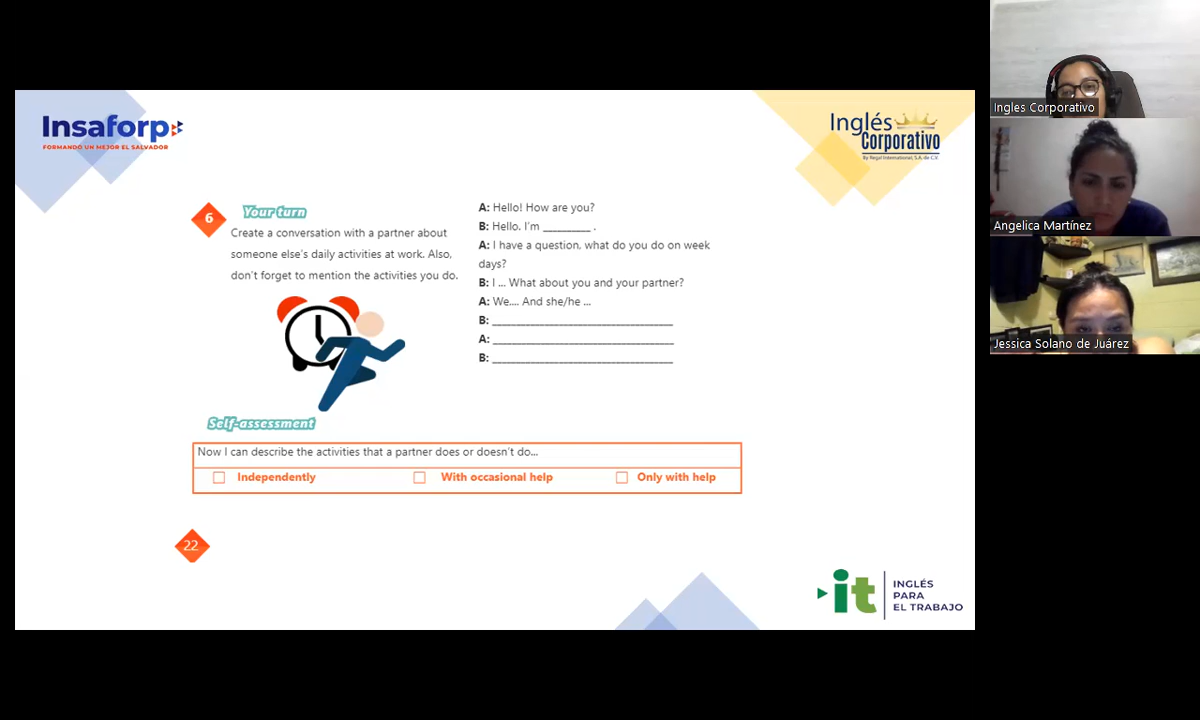 Insaforp
FORMANDO UN MEJOR EL SALVADOR
Inglés
Corporativo
By Regal International, S.A. de C.V.
6
Your turn
Create a conversation with a partner about
someone else's daily activities at work. Also,
don't forget to mention the activities you do.
A: Hello! How are you?
B: Hello. I'm __________ .
A: I have a question, what do you do on week
days?
B: I ... What about you and your partner?
A: We.... And she/he ...
B: ______________________________________
A: ______________________________________
B: ______________________________________
Self-assessment
Now I can describe the activities that a partner does or doesn't do...
Independently
With occasional help
Only with help
22
it
INGLÉS
PARA
EL TRABAJO
Ingles Corporativo
Angelica Martínez
Jessica Solano de Juárez